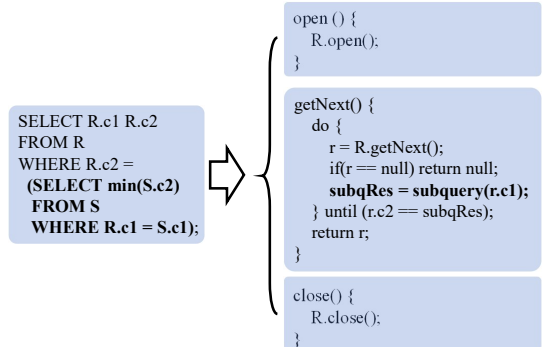 SELECT R.c1 R.c2
FROM R
WHERE R.c2 =
(SELECT min(S.c2)
FROM S
WHERE R.c1 = S.c1);
open () {
R.open();
}
getNext() {
do {
r = R.getNext();
if(r == null) return null;
subqRes = subquery(r.c1);
} until (r.c2 == subqRes);
return r;
}
close() {
R.close();
}